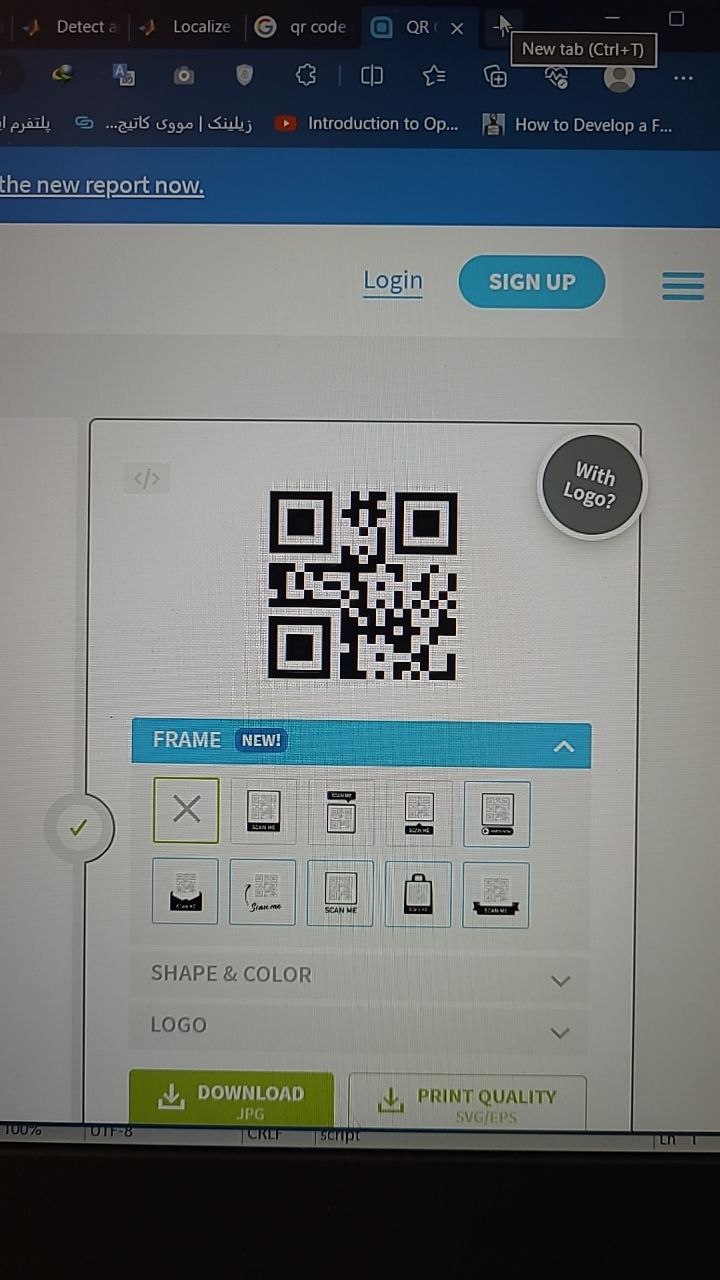 Detect a
Localize
qr code
QR
New tab (Ctrl+T)
پلتفرم
زیلینک | مووی کاتیج...
Introduction to Op...
How to Develop a F...
the new report now.
Login
SIGN UP
</>
With
Logo?
FRAME NEW!
SCAN ME
SCAN ME
SCAN ME
Scan me
SCAN ME
SCAN ME
SHAPE & COLOR
LOGO
DOWNLOAD
JPG
PRINT QUALITY
SVG/EPS
100%
UTF-8
CRLF
script
Ln 1